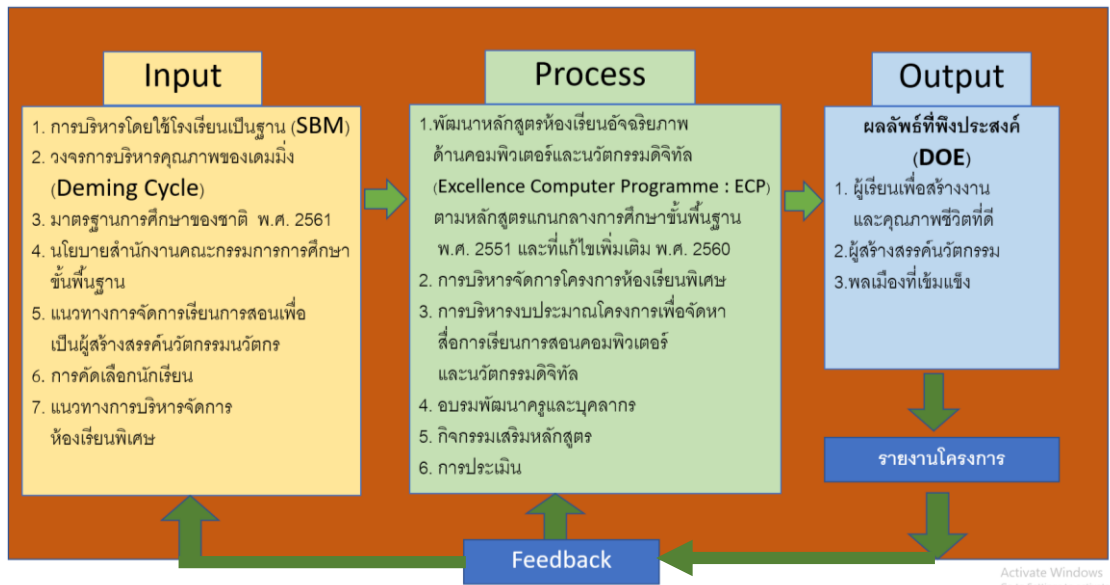 Input
1. การบริหารโดยใช้โรงเรียนเป็นฐาน (SBM)
2. วงจรการบริหารคุณภาพของเดมมิ่ง
(Deming Cycle)
3. มาตรฐานการศึกษาของชาติ พ.ศ. 2561
4. นโยบายสำนักงานคณะกรรมการการศึกษา
ขั้นพื้นฐาน
5. แนวทางการจัดการเรียนการสอนเพื่อ
เป็นผู้สร้างสรรค์นวัตกรรมนวัตกร
6. การคัดเลือกนักเรียน
7. แนวทางการบริหารจัดการ
ห้องเรียนพิเศษ
Process
1.พัฒนาหลักสูตรห้องเรียนอัจฉริยภาพ
ด้านคอมพิวเตอร์และนวัตกรรมดิจิทัล
(Excellence Computer Programme : ECP)
ตามหลักสูตรแกนกลางการศึกษาขั้นพื้นฐาน
พ.ศ. 2551 และที่แก้ไขเพิ่มเติม พ.ศ. 2560
2. การบริหารจัดการโครงการห้องเรียนพิเศษ
3. การบริหารงบประมาณโครงการเพื่อจัดหา
สื่อการเรียนการสอนคอมพิวเตอร์
และนวัตกรรมดิจิทัล
4. อบรมพัฒนาครูและบุคลากร
5. กิจกรรมเสริมหลักสูตร
6. การประเมิน
Output
ผลลัพธ์ที่พึงประสงค์
(DOE)
1. ผู้เรียนเพื่อสร้างงาน
และคุณภาพชีวิตที่ดี
2.ผู้สร้างสรรค์นวัตกรรม
3.พลเมืองที่เข้มแข็ง
รายงานโครงการ
Feedback
Activate Windows